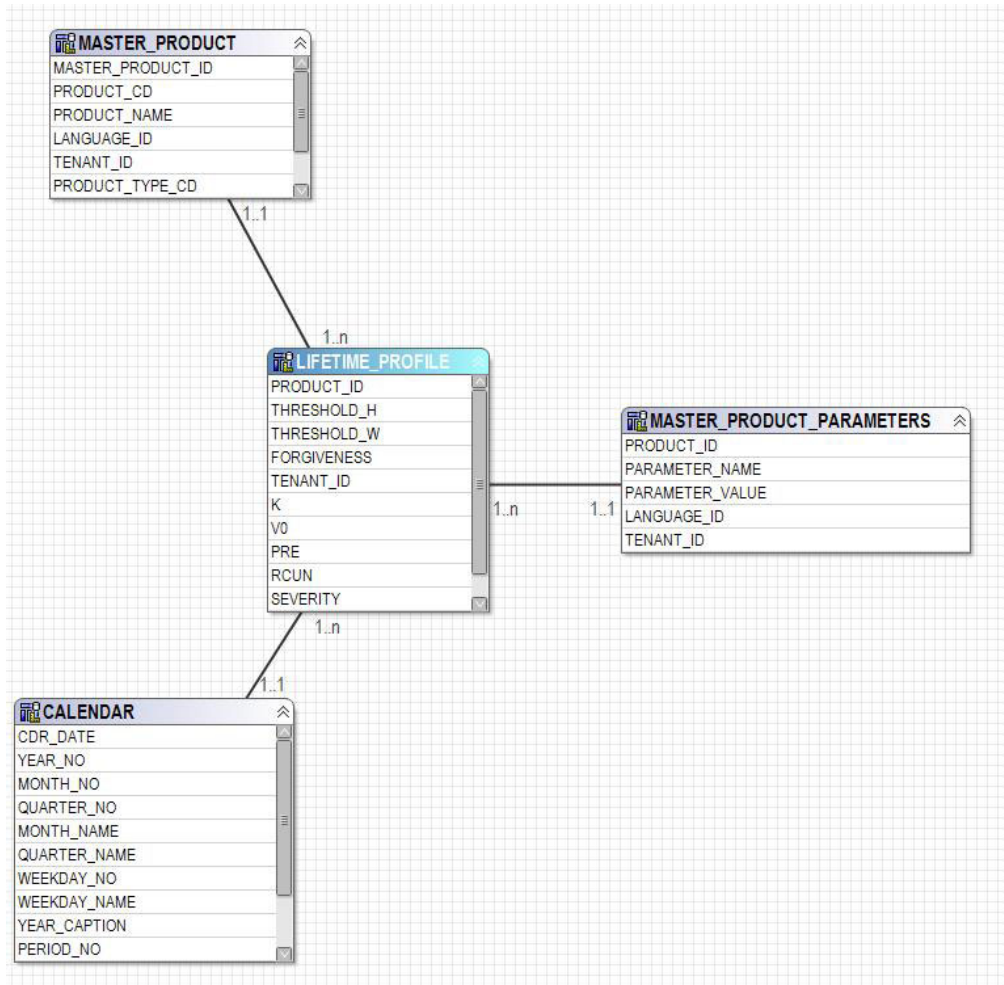 MASTER_PRODUCT
MASTER_PRODUCT_ID
PRODUCT_CD
PRODUCT_NAME
LANGUAGE_ID
TENANT_ID
PRODUCT_TYPE_CD
1..1
1..n
LIFETIME_PROFILE
PRODUCT_ID
THRESHOLD_H
THRESHOLD_W
FORGIVENESS
TENANT_ID
K
V0
PRE
RCUN
SEVERITY
1..n
1..1
MASTER_PRODUCT_PARAMETERS
PRODUCT_ID
PARAMETER_NAME
PARAMETER_VALUE
LANGUAGE_ID
TENANT_ID
1..n
1..1
CALENDAR
CDR_DATE
YEAR_NO
MONTH_NO
QUARTER_NO
MONTH_NAME
QUARTER_NAME
WEEKDAY_NO
WEEKDAY_NAME
YEAR_CAPTION
PERIOD_NO